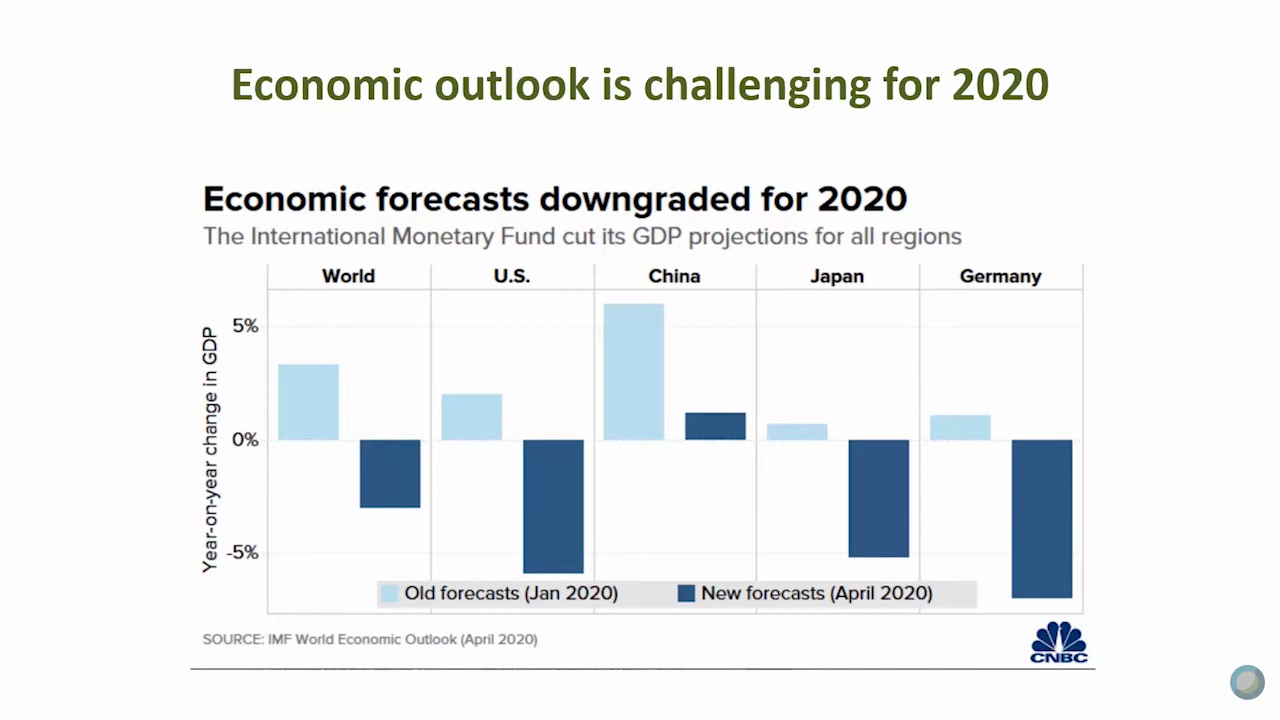 Economic outlook is challenging for 2020
Economic forecasts downgraded for 2020
The International Monetary Fund cut its GDP projections for all regions
World U.S. China Japan Germany
Year-on-year change in GDP
5%
0%
-5%
Old forecasts (Jan 2020) New forecasts (April 2020)
SOURCE: IMF World Economic Outlook (April 2020)
CNBC